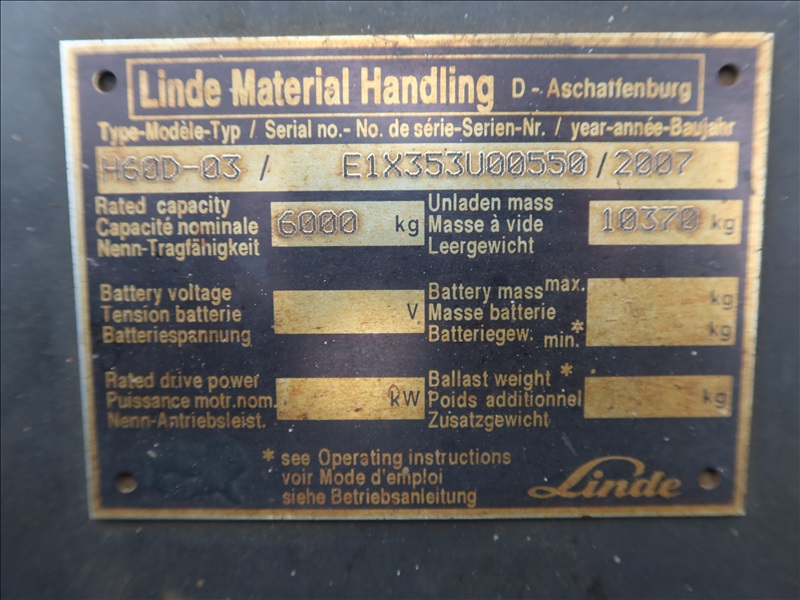 Linde Material Handling D - Aschaffenburg
Type-Modèle-Typ / Serial no.- No. de série-Serien-Nr. / year-année-Baujahr
H60D-03 / E1X353U00550/2007
Rated capacity
Capacité nominale
Nenn-Tragfähigkeit
6000 kg
Unladen mass
Masse à vide
Leergewicht
10370 kg
Battery voltage
Tension batterie
Batteriespannung
V
Battery mass max.
Masse batterie
Batteriegew. min.*
kg
kg
Rated drive power
Puissance motr.nom.
Nenn-Antriebsleist.
kW
Ballast weight *
Poids additionnel
Zusatzgewicht
kg
* see Operating instructions
voir Mode d'emploi
siehe Betriebsanleitung
Linde